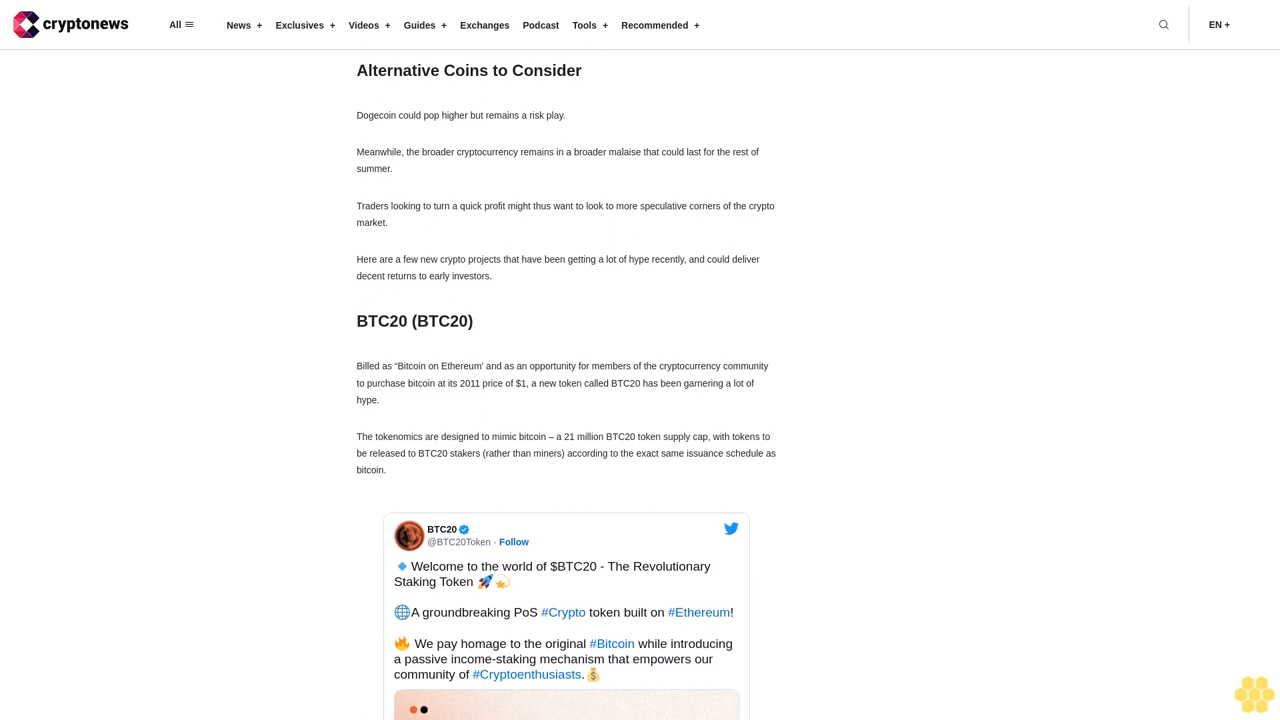 cryptonews
All
News + Exclusives + Videos + Guides + Exchanges Podcast Tools + Recommended +
EN +
Alternative Coins to Consider
Dogecoin could pop higher but remains a risk play.
Meanwhile, the broader cryptocurrency remains in a broader malaise that could last for the rest of
summer.
Traders looking to turn a quick profit might thus want to look to more speculative corners of the crypto
market.
Here are a few new crypto projects that have been getting a lot of hype recently, and could deliver
decent returns to early investors.
BTC20 (BTC20)
Billed as “Bitcoin on Ethereum’ and as an opportunity for members of the cryptocurrency community
to purchase bitcoin at its 2011 price of $1, a new token called BTC20 has been garnering a lot of
hype.
The tokenomics are designed to mimic bitcoin – a 21 million BTC20 token supply cap, with tokens to
be released to BTC20 stakers (rather than miners) according to the exact same issuance schedule as
bitcoin.
BTC20
@BTC20Token · Follow
🔹Welcome to the world of $BTC20 - The Revolutionary
Staking Token 🚀💫
🌐A groundbreaking PoS #Crypto token built on #Ethereum!
🔥 We pay homage to the original #Bitcoin while introducing
a passive income-staking mechanism that empowers our
community of #Cryptoenthusiasts.💰